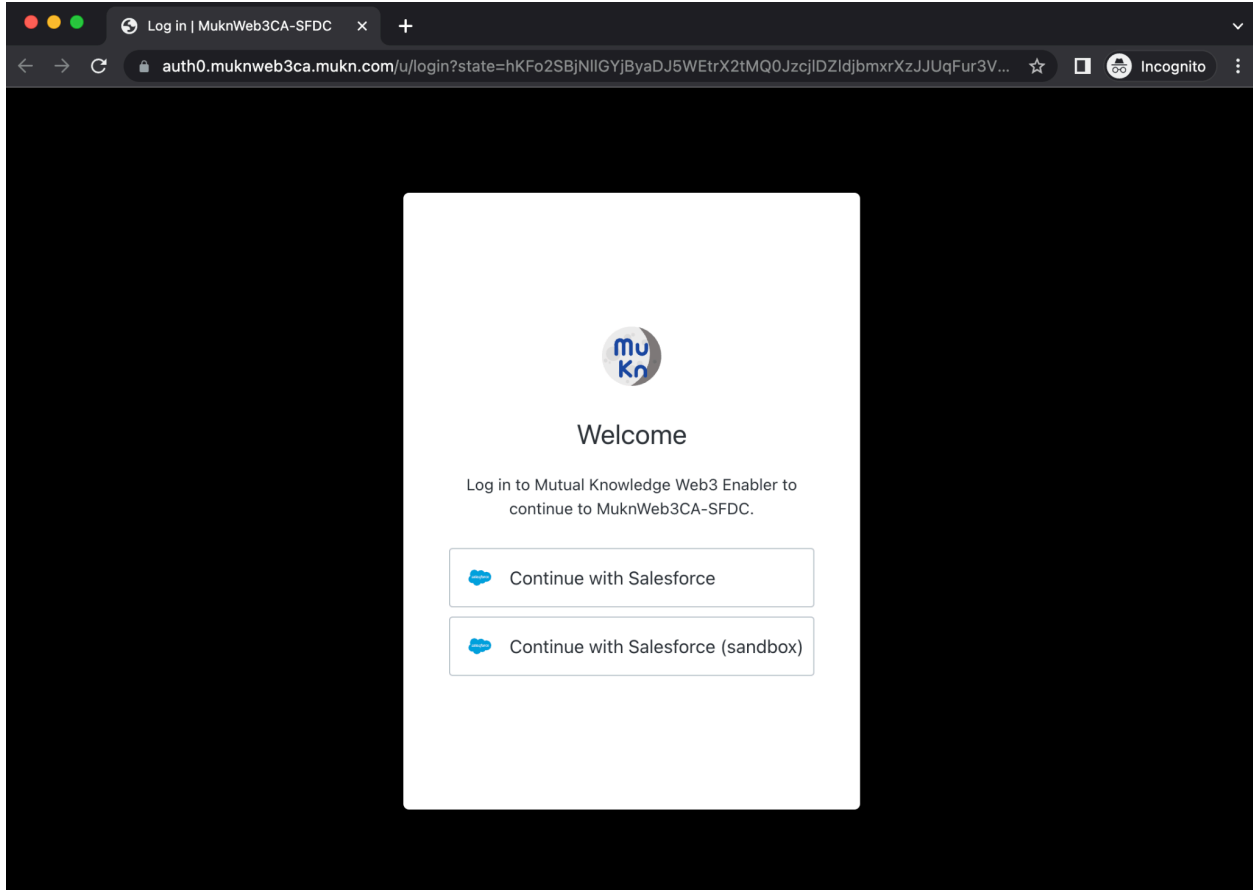 Log in | MuknWeb3CA-SFDC
auth0.muknweb3ca.mukn.com/u/login?state=hKFo2SBjNllGYjByaDJ5WEtrX2tMQ0JzcjlDZldjbmxrXzJJUqFur3V...
Incognito
Mu
Kn
Welcome
Log in to Mutual Knowledge Web3 Enabler to
continue to MuknWeb3CA-SFDC.
Continue with Salesforce
Continue with Salesforce (sandbox)